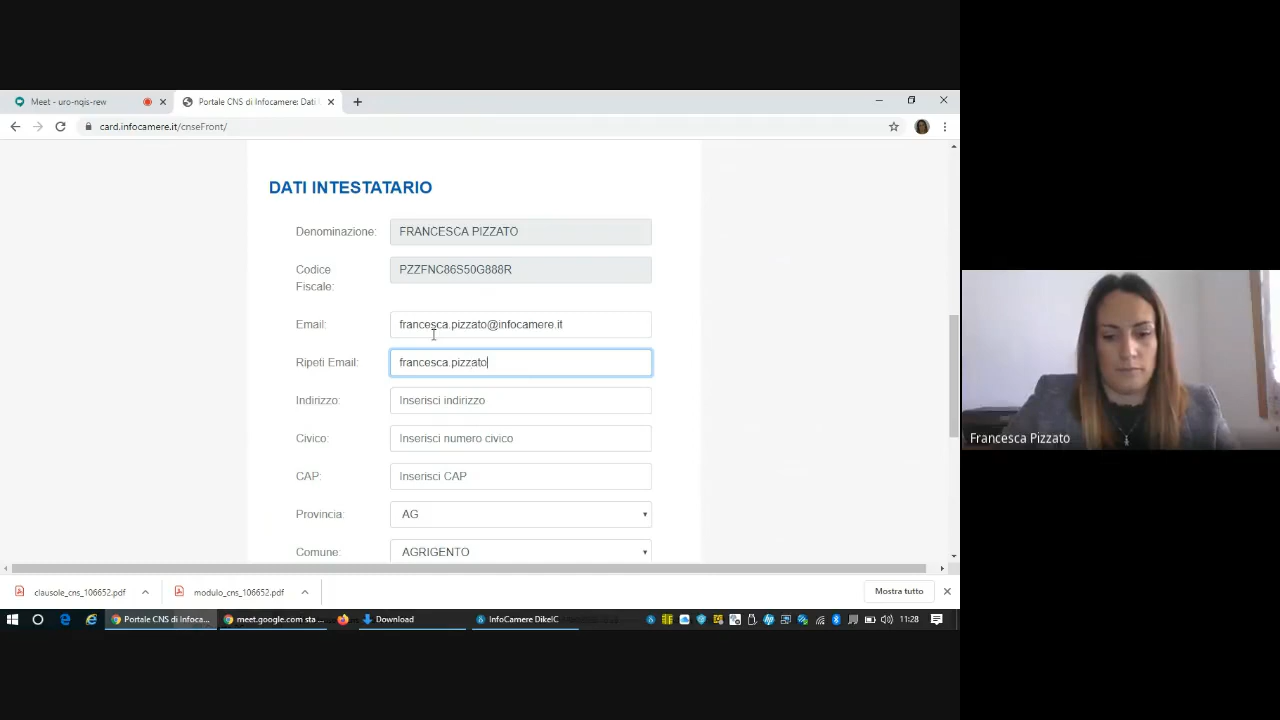 Meet - uro-nqis-rew
Portale CNS di Infocamere: Dati
card.infocamere.it/cnseFront/
DATI INTESTATARIO
Denominazione: FRANCESCA PIZZATO
Codice Fiscale: PZZFNC86S50G888R
Email: francesca.pizzato@infocamere.it
Ripeti Email: francesca.pizzato
Indirizzo: Inserisci indirizzo
Civico: Inserisci numero civico
CAP: Inserisci CAP
Provincia: AG
Comune: AGRIGENTO
Francesca Pizzato
clausole_cns_106652.pdf
modulo_cns_106652.pdf
Mostra tutto
Portale CNS di Infoca...
meet.google.com sta ...
Download
InfoCamere DikeIC
11:28